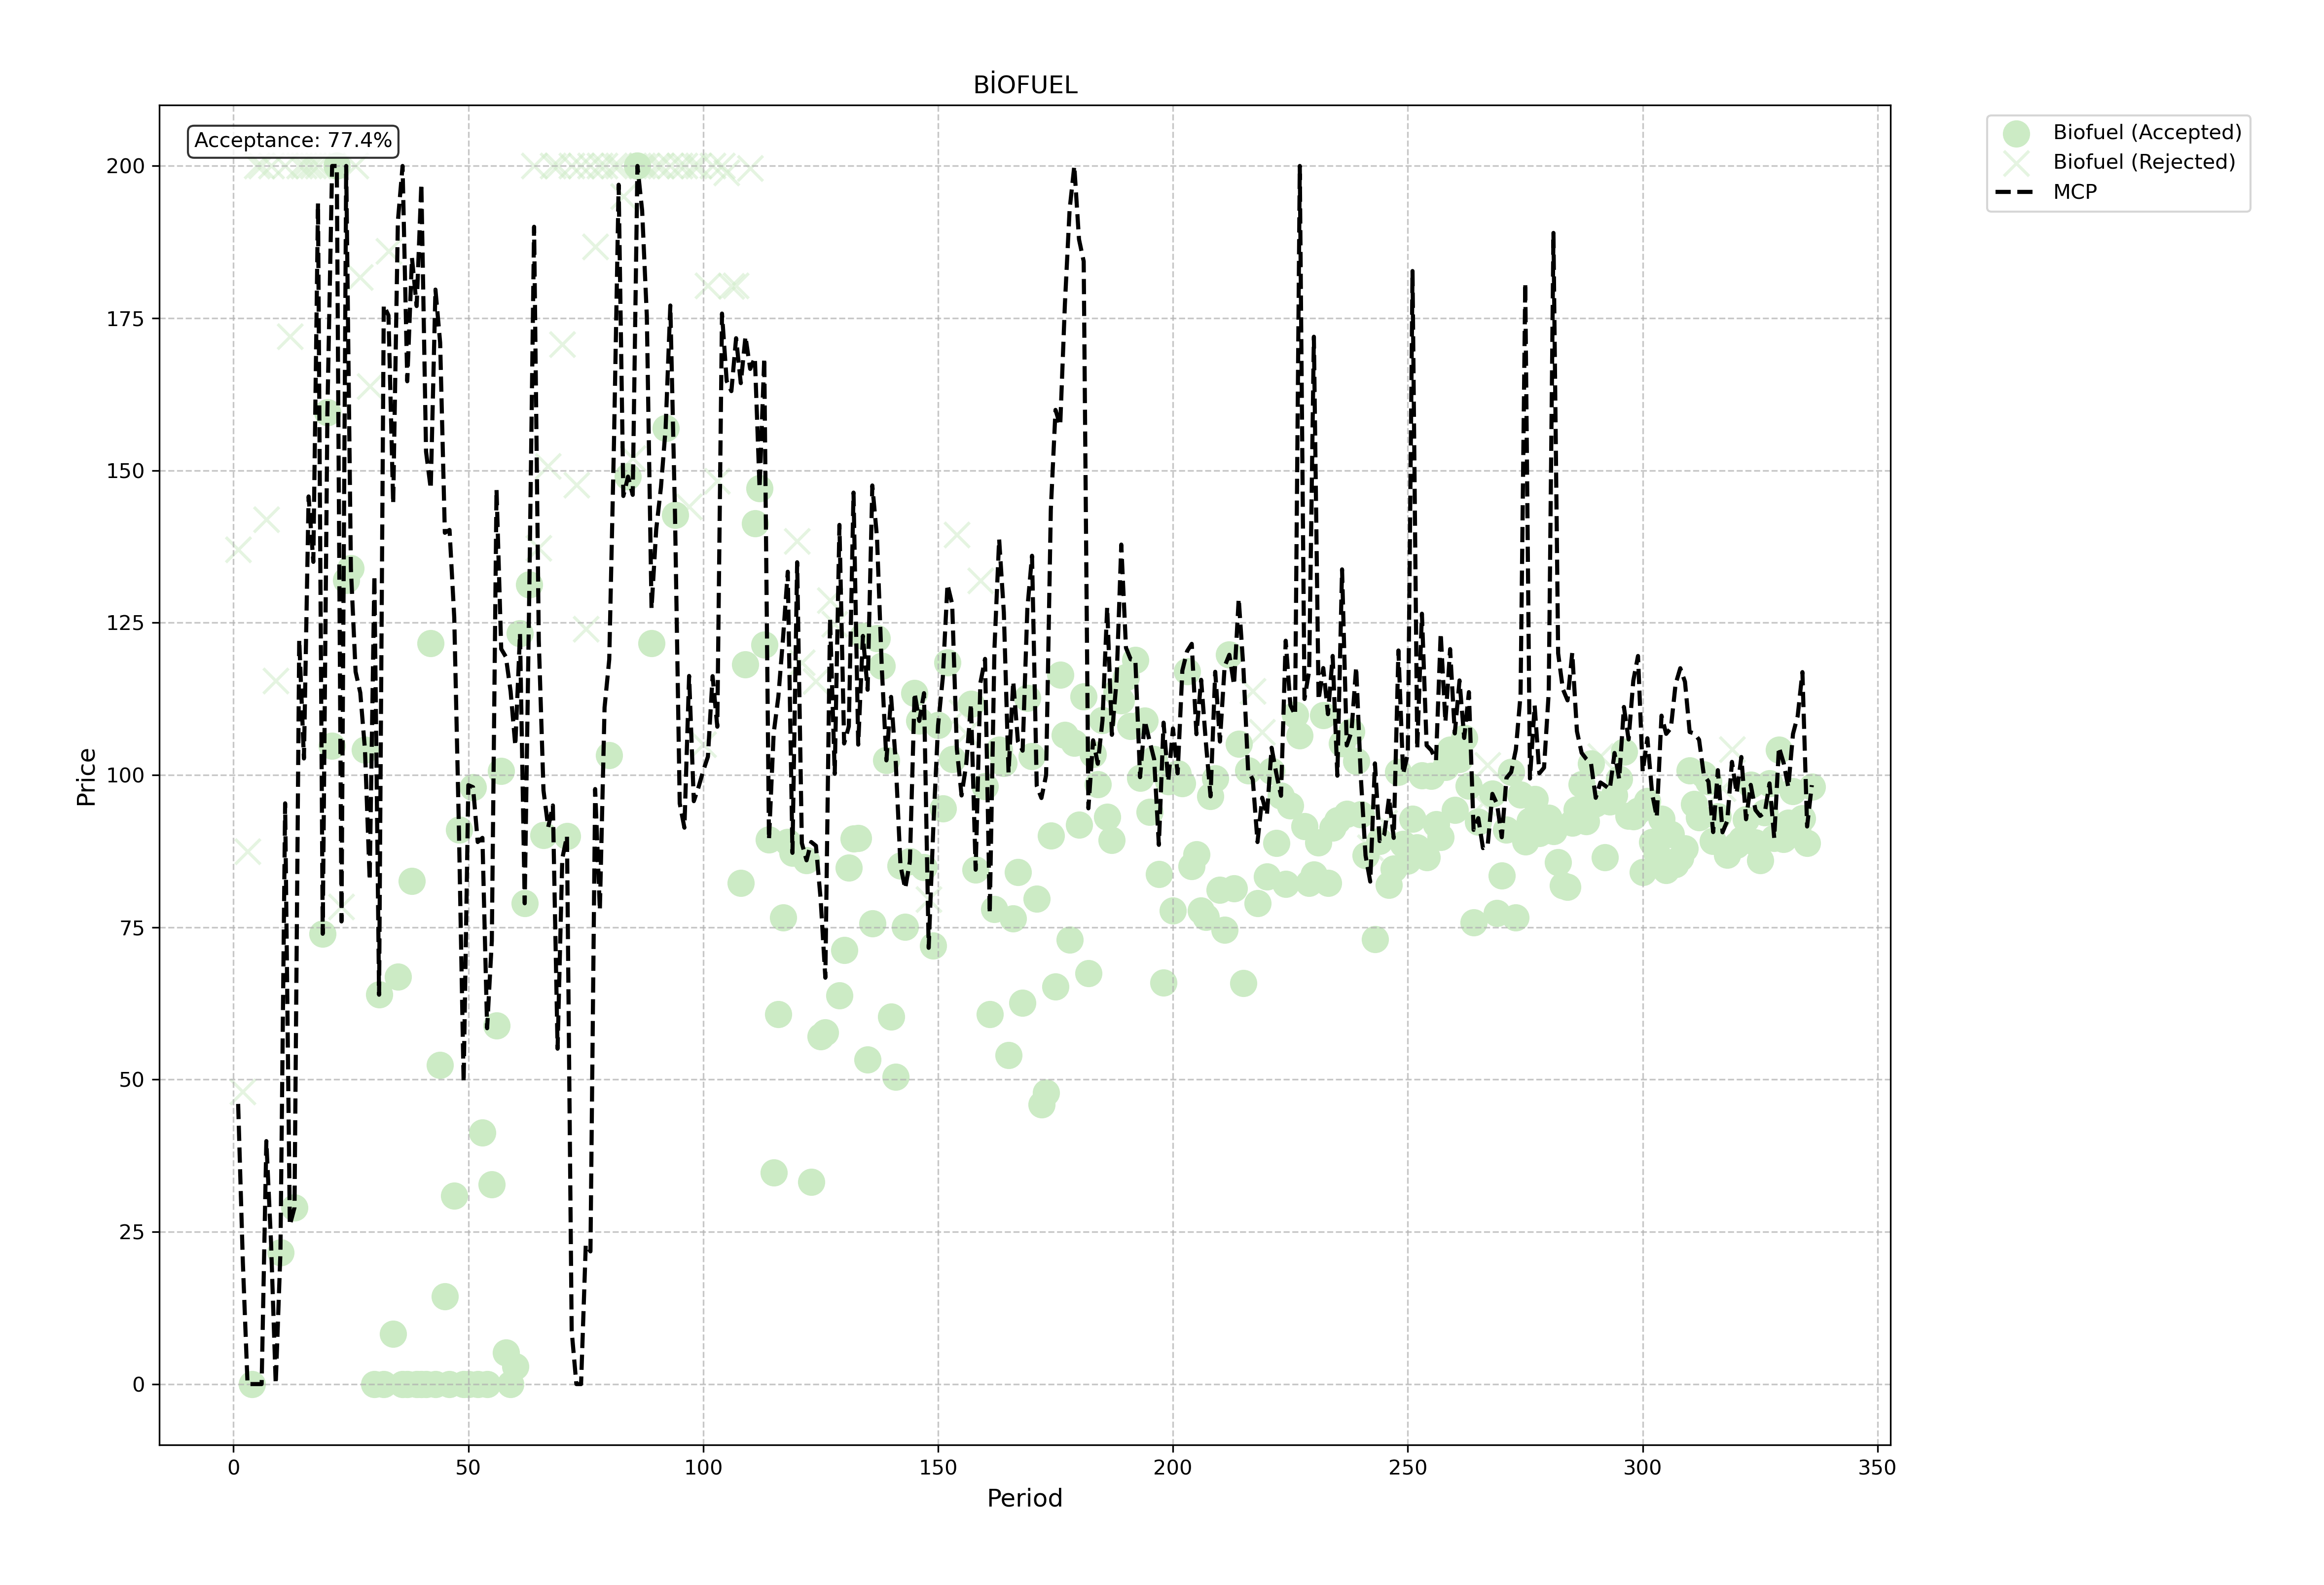 BİOFUEL
Acceptance: 77.4%
Biofuel (Accepted)
Biofuel (Rejected)
MCP
Price
200
175
150
125
100
75
50
25
0
0
50
100
150
200
250
300
350
Period